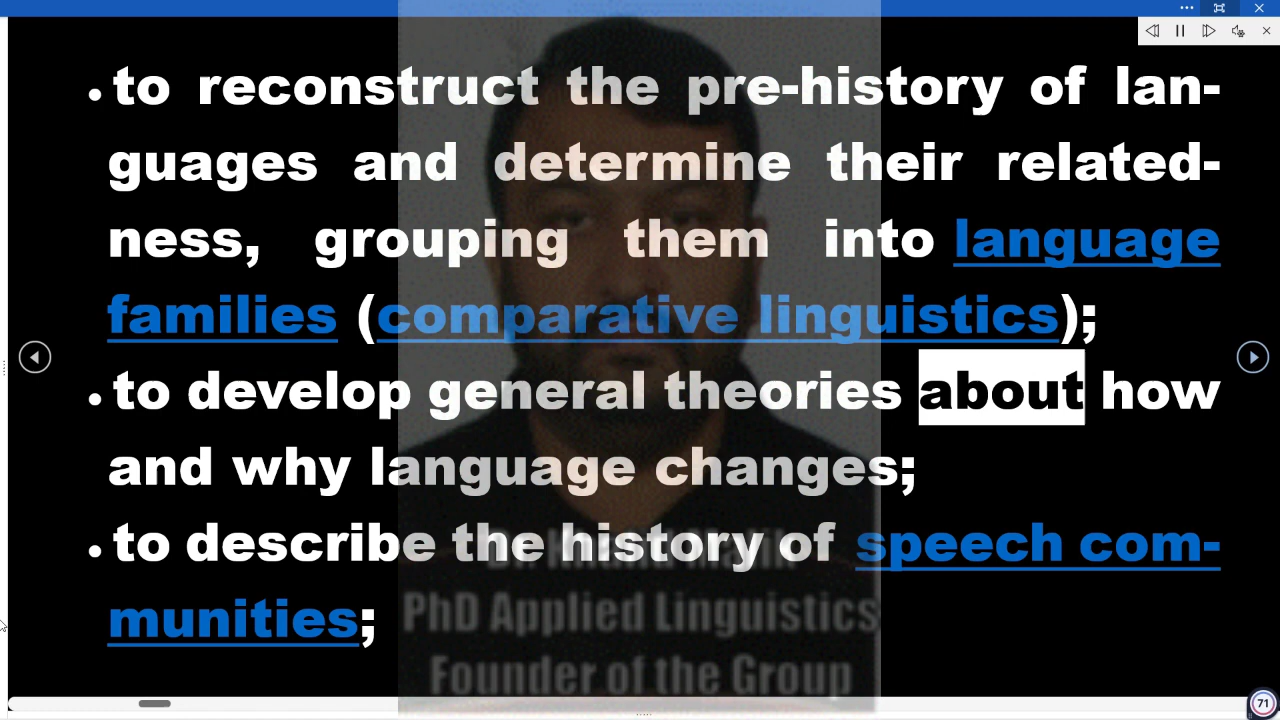 • to reconstruct the pre-history of lan-
guages and determine their related-
ness, grouping them into language
families (comparative linguistics);
• to develop general theories about how
and why language changes;
• to describe the history of speech com-
munities;
PhD Applied Linguistics
Founder of the Group
71